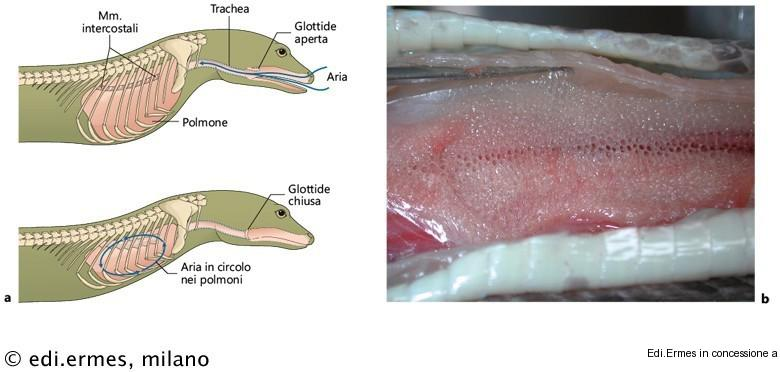 Mm.
intercostali
Trachea
Glottide
aperta
Aria
Polmone
Glottide
chiusa
Aria in circolo
nei polmoni
a
b
© edi.ermes, milano
Edi.Ermes in concessione a